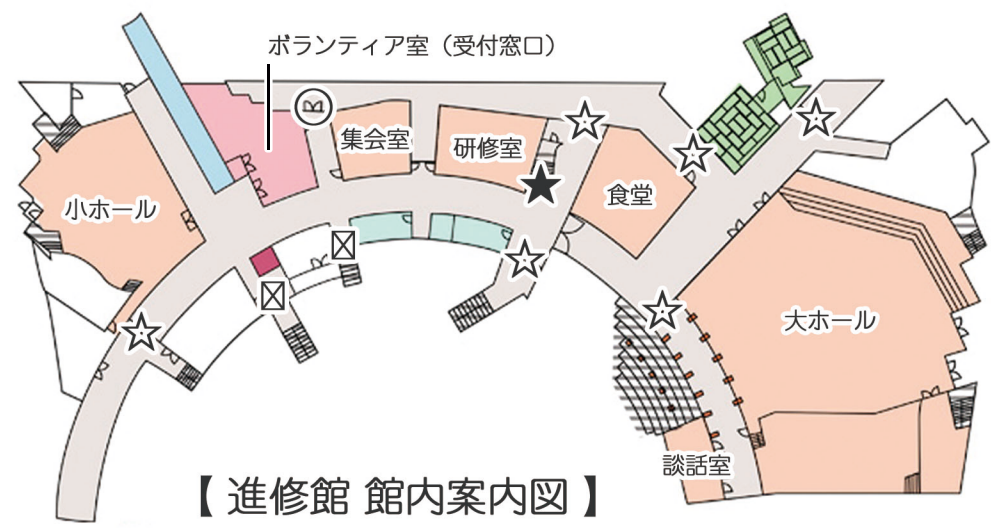 ボランティア室（受付窓口）
集会室
研修室
食堂
小ホール
大ホール
談話室
【 進修館 館内案内図 】